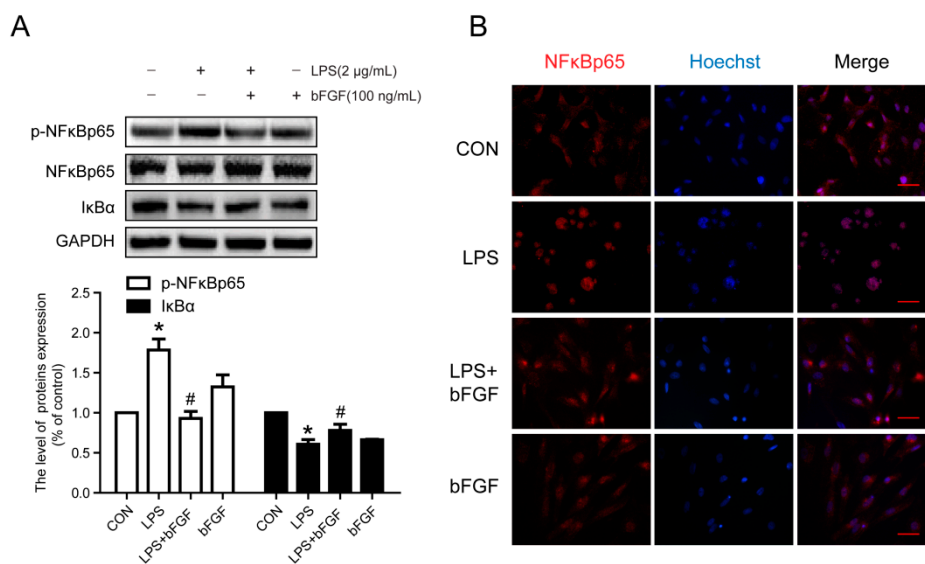 A
− + + − LPS(2 μg/mL)
− − + + bFGF(100 ng/mL)
p-NFκBp65
NFκBp65
IκBα
GAPDH
p-NFκBp65
IκBα
The level of proteins expression
(% of control)
2.5
2.0
1.5
1.0
0.5
0.0
*
#
*
#
CON
LPS
LPS+bFGF
bFGF
CON
LPS
LPS+bFGF
bFGF
B
NFκBp65 Hoechst Merge
CON
LPS
LPS+
bFGF
bFGF